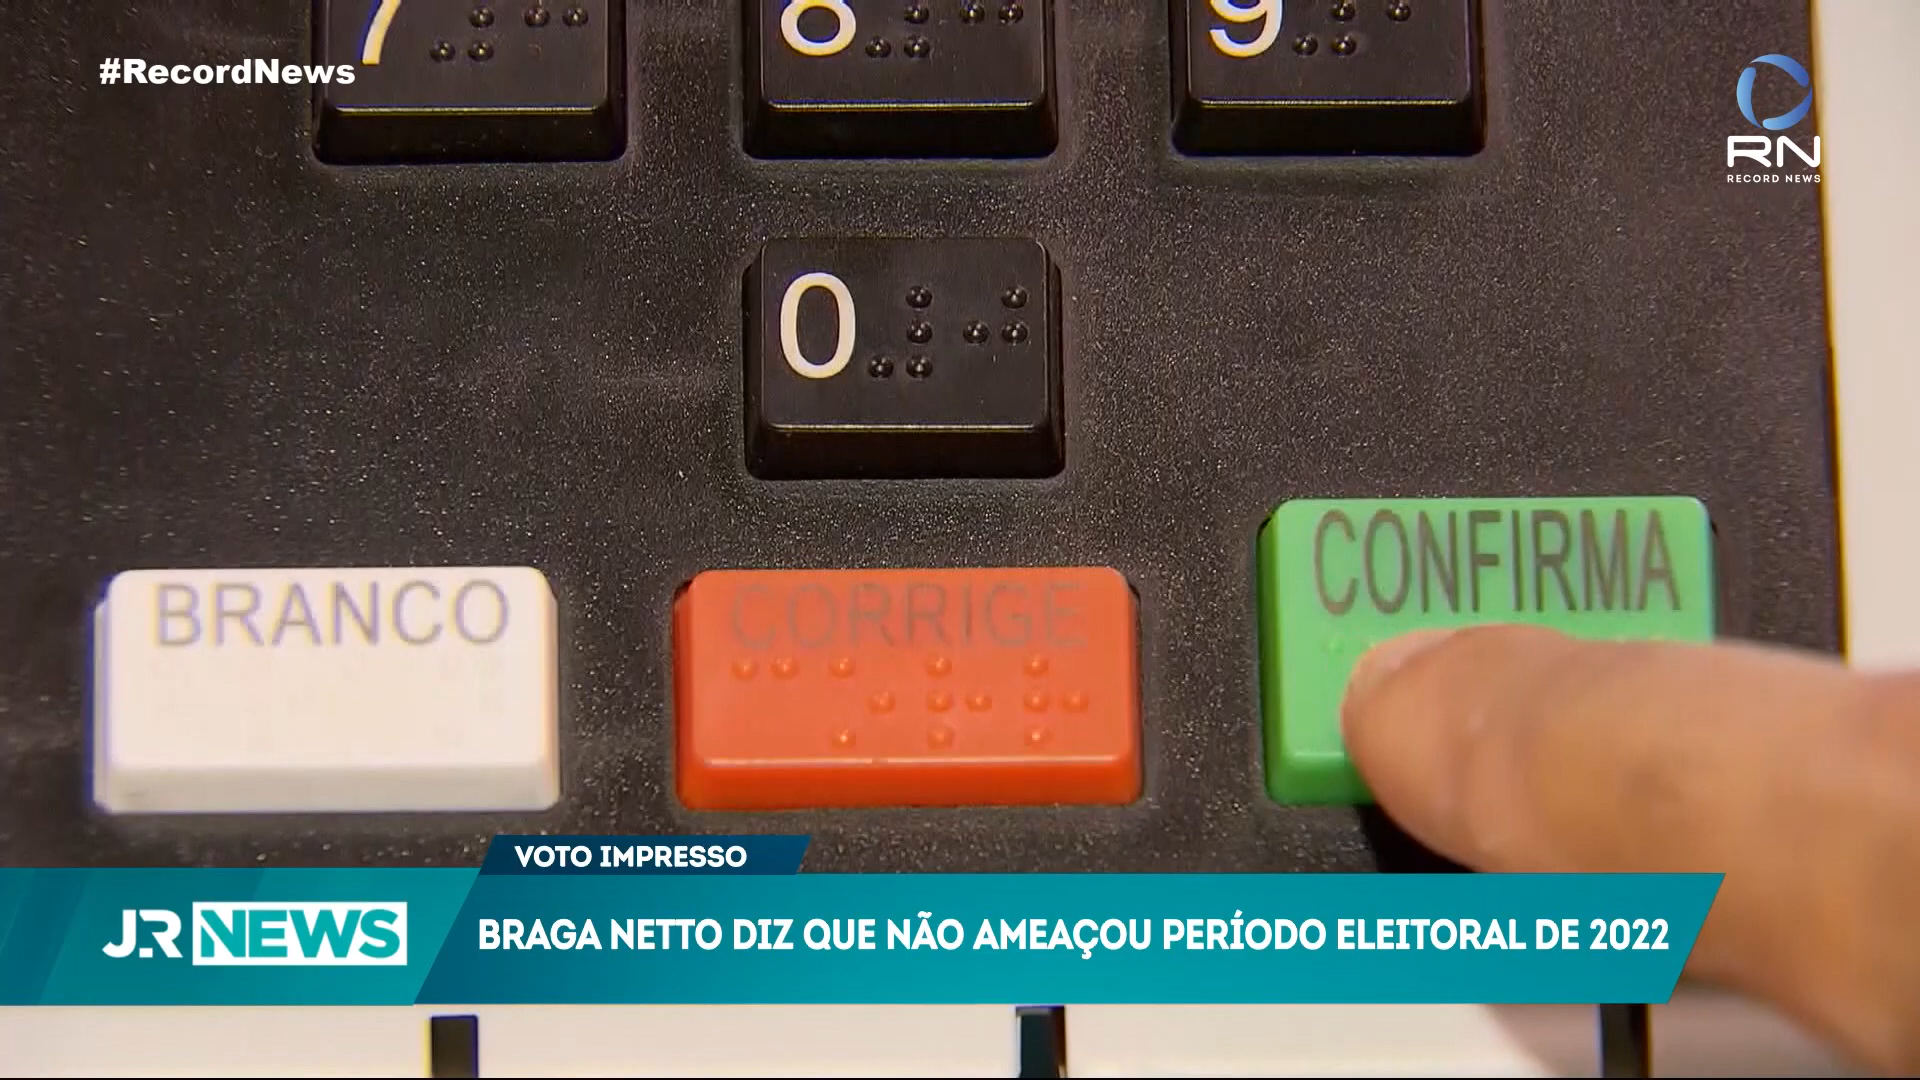 7
8
9
#RecordNews
RN
RECORD NEWS
0
CONFIRMA
BRANCO
CORRIGE
VOTO IMPRESSO
JR NEWS
BRAGA NETTO DIZ QUE NÃO AMEAÇOU PERÍODO ELEITORAL DE 2022